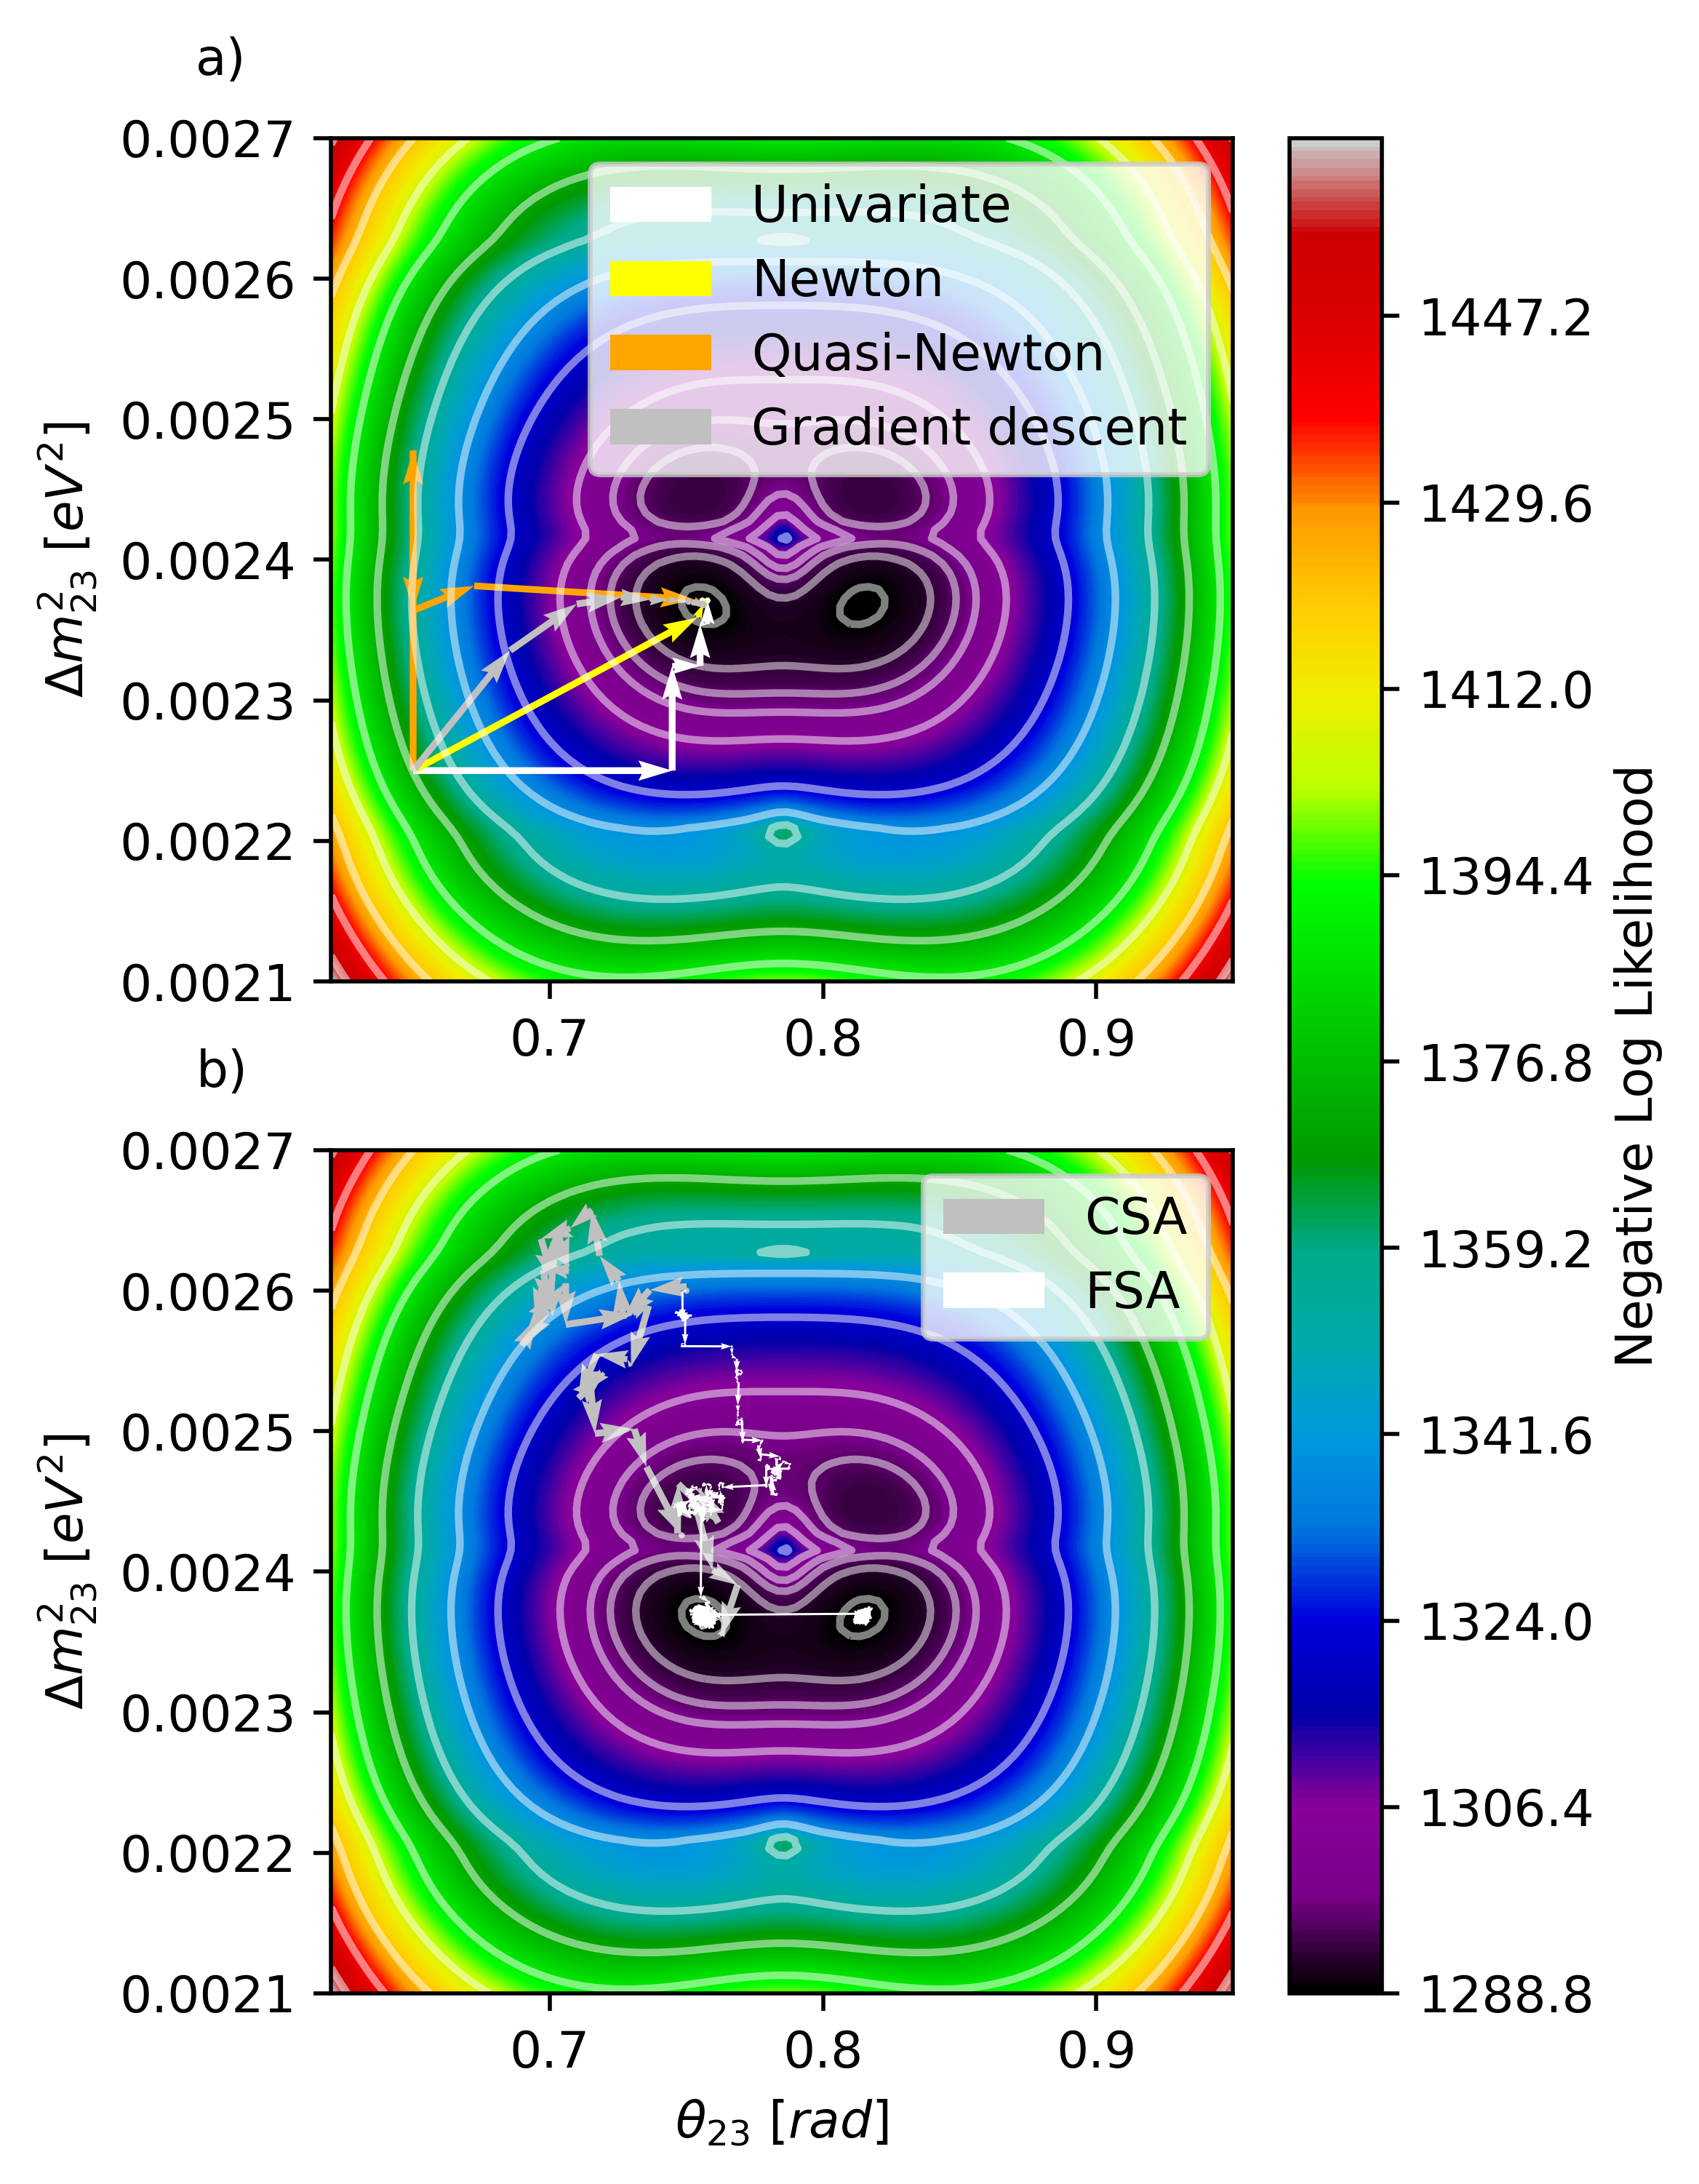 a)
0.0027
0.0026
0.0025
0.0024
0.0023
0.0022
0.0021
Δm²₂₃ [eV²]
Univariate
Newton
Quasi-Newton
Gradient descent
0.7 0.8 0.9
b)
0.0027
0.0026
0.0025
0.0024
0.0023
0.0022
0.0021
Δm²₂₃ [eV²]
CSA
FSA
0.7 0.8 0.9
θ₂₃ [rad]
1447.2
1429.6
1412.0
1394.4
1376.8
1359.2
1341.6
1324.0
1306.4
1288.8
Negative Log Likelihood